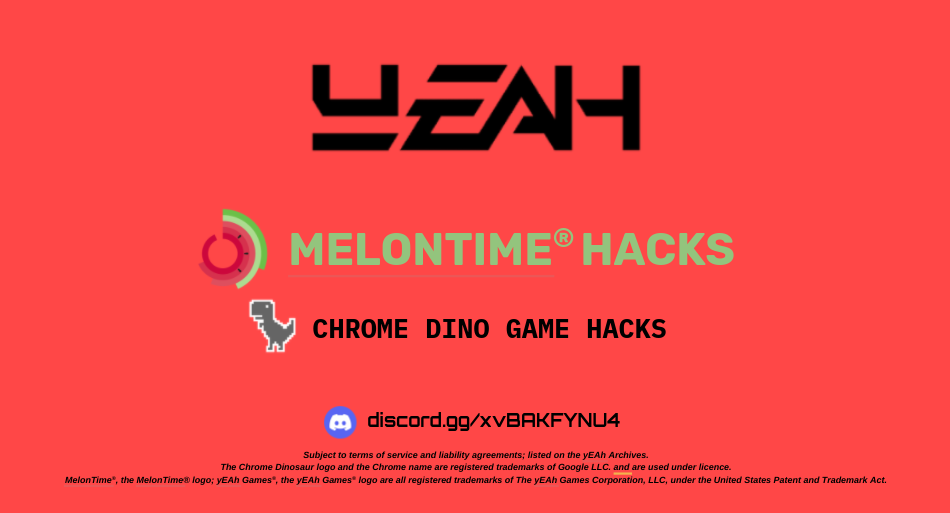 yEAH
MELONTIME® HACKS
CHROME DINO GAME HACKS
discord.gg/xvBAKFYNU4
Subject to terms of service and liability agreements; listed on the yEAh Archives.
The Chrome Dinosaur logo and the Chrome name are registered trademarks of Google LLC. and are used under licence.
MelonTime®, the MelonTime® logo; yEAh Games®, the yEAh Games® logo are all registered trademarks of The yEAh Games Corporation, LLC, under the United States Patent and Trademark Act.